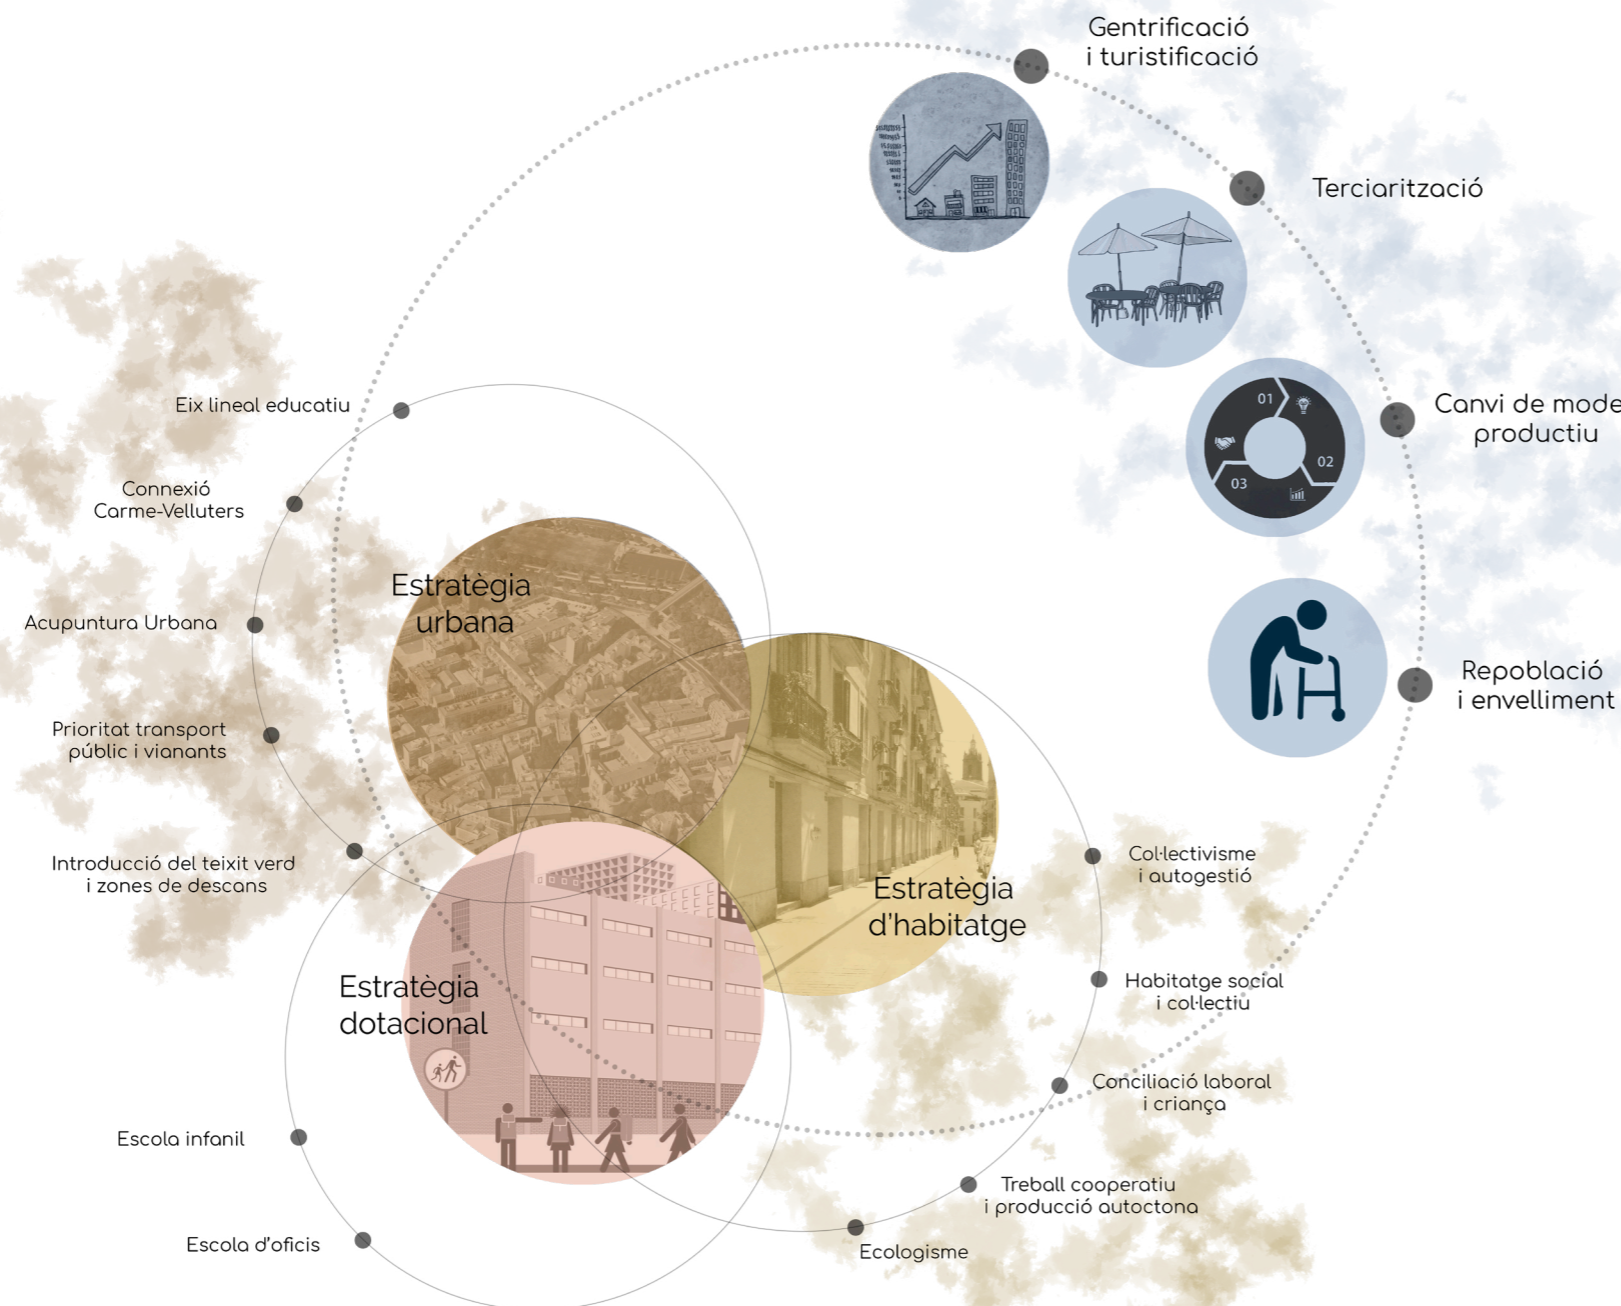 Gentrificació
i turistificació
Terciarització
Canvi de mode
productiu
01
02
03
Repoblació
i envelliment
Eix lineal educatiu
Connexió
Carme-Velluters
Acupuntura Urbana
Prioritat transport
públic i vianants
Introducció del teixit verd
i zones de descans
Estratègia
urbana
Estratègia
d'habitatge
Estratègia
dotacional
Col·lectivisme
i autogestió
Habitatge social
i col·lectiu
Conciliació laboral
i criança
Treball cooperatiu
i producció autoctona
Ecologisme
Escola infanil
Escola d'oficis